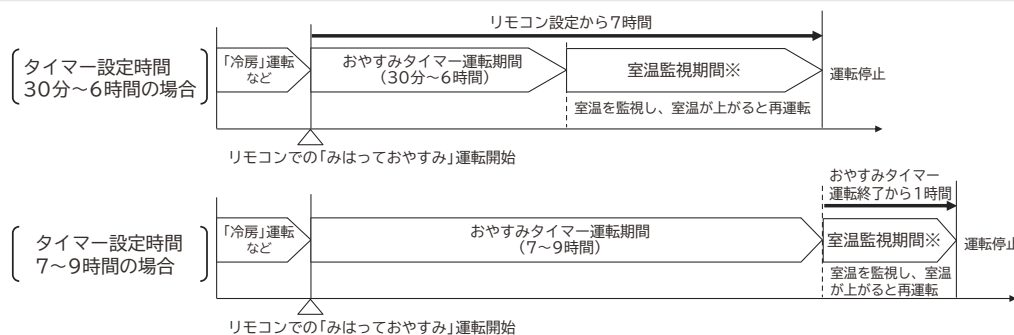 リモコン設定から7時間
タイマー設定時間
30分～6時間の場合
「冷房」運転
など
おやすみタイマー運転期間
（30分～6時間）
室温監視期間※
運転停止
室温を監視し、室温が上がると再運転
リモコンでの「みはっておやすみ」運転開始
おやすみタイマー
運転終了から1時間
タイマー設定時間
7～9時間の場合
「冷房」運転
など
おやすみタイマー運転期間
（7～9時間）
室温監視期間※
運転停止
室温を監視し、室温
が上がると再運転
リモコンでの「みはっておやすみ」運転開始